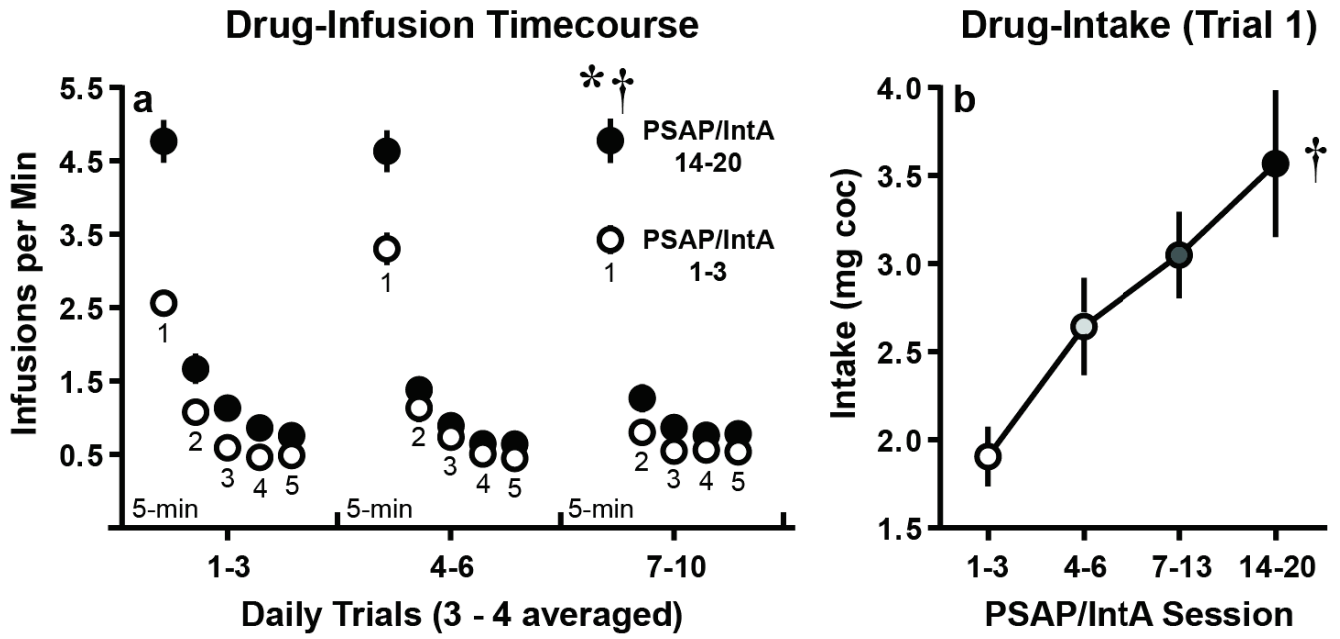 Drug-Infusion Timecourse
a
* †
Infusions per Min
5.5
4.5
3.5
2.5
1.5
0.5
PSAP/IntA
14-20
PSAP/IntA
1-3
1
2
3
4
5
1
2
3
4
5
1
2
3
4
5
5-min
5-min
5-min
1-3
4-6
7-10
Daily Trials (3 - 4 averaged)
Drug-Intake (Trial 1)
b
†
Intake (mg coc)
4.0
3.5
3.0
2.5
2.0
1.5
1-3
4-6
7-13
14-20
PSAP/IntA Session